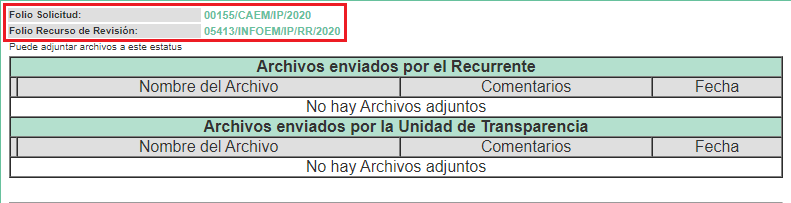 Folio Solicitud: 00155/CAEM/IP/2020
Folio Recurso de Revisión: 05413/INFOEM/IP/RR/2020
Puede adjuntar archivos a este estatus
Archivos enviados por el Recurrente
Nombre del Archivo Comentarios Fecha
No hay Archivos adjuntos
Archivos enviados por la Unidad de Transparencia
Nombre del Archivo Comentarios Fecha
No hay Archivos adjuntos